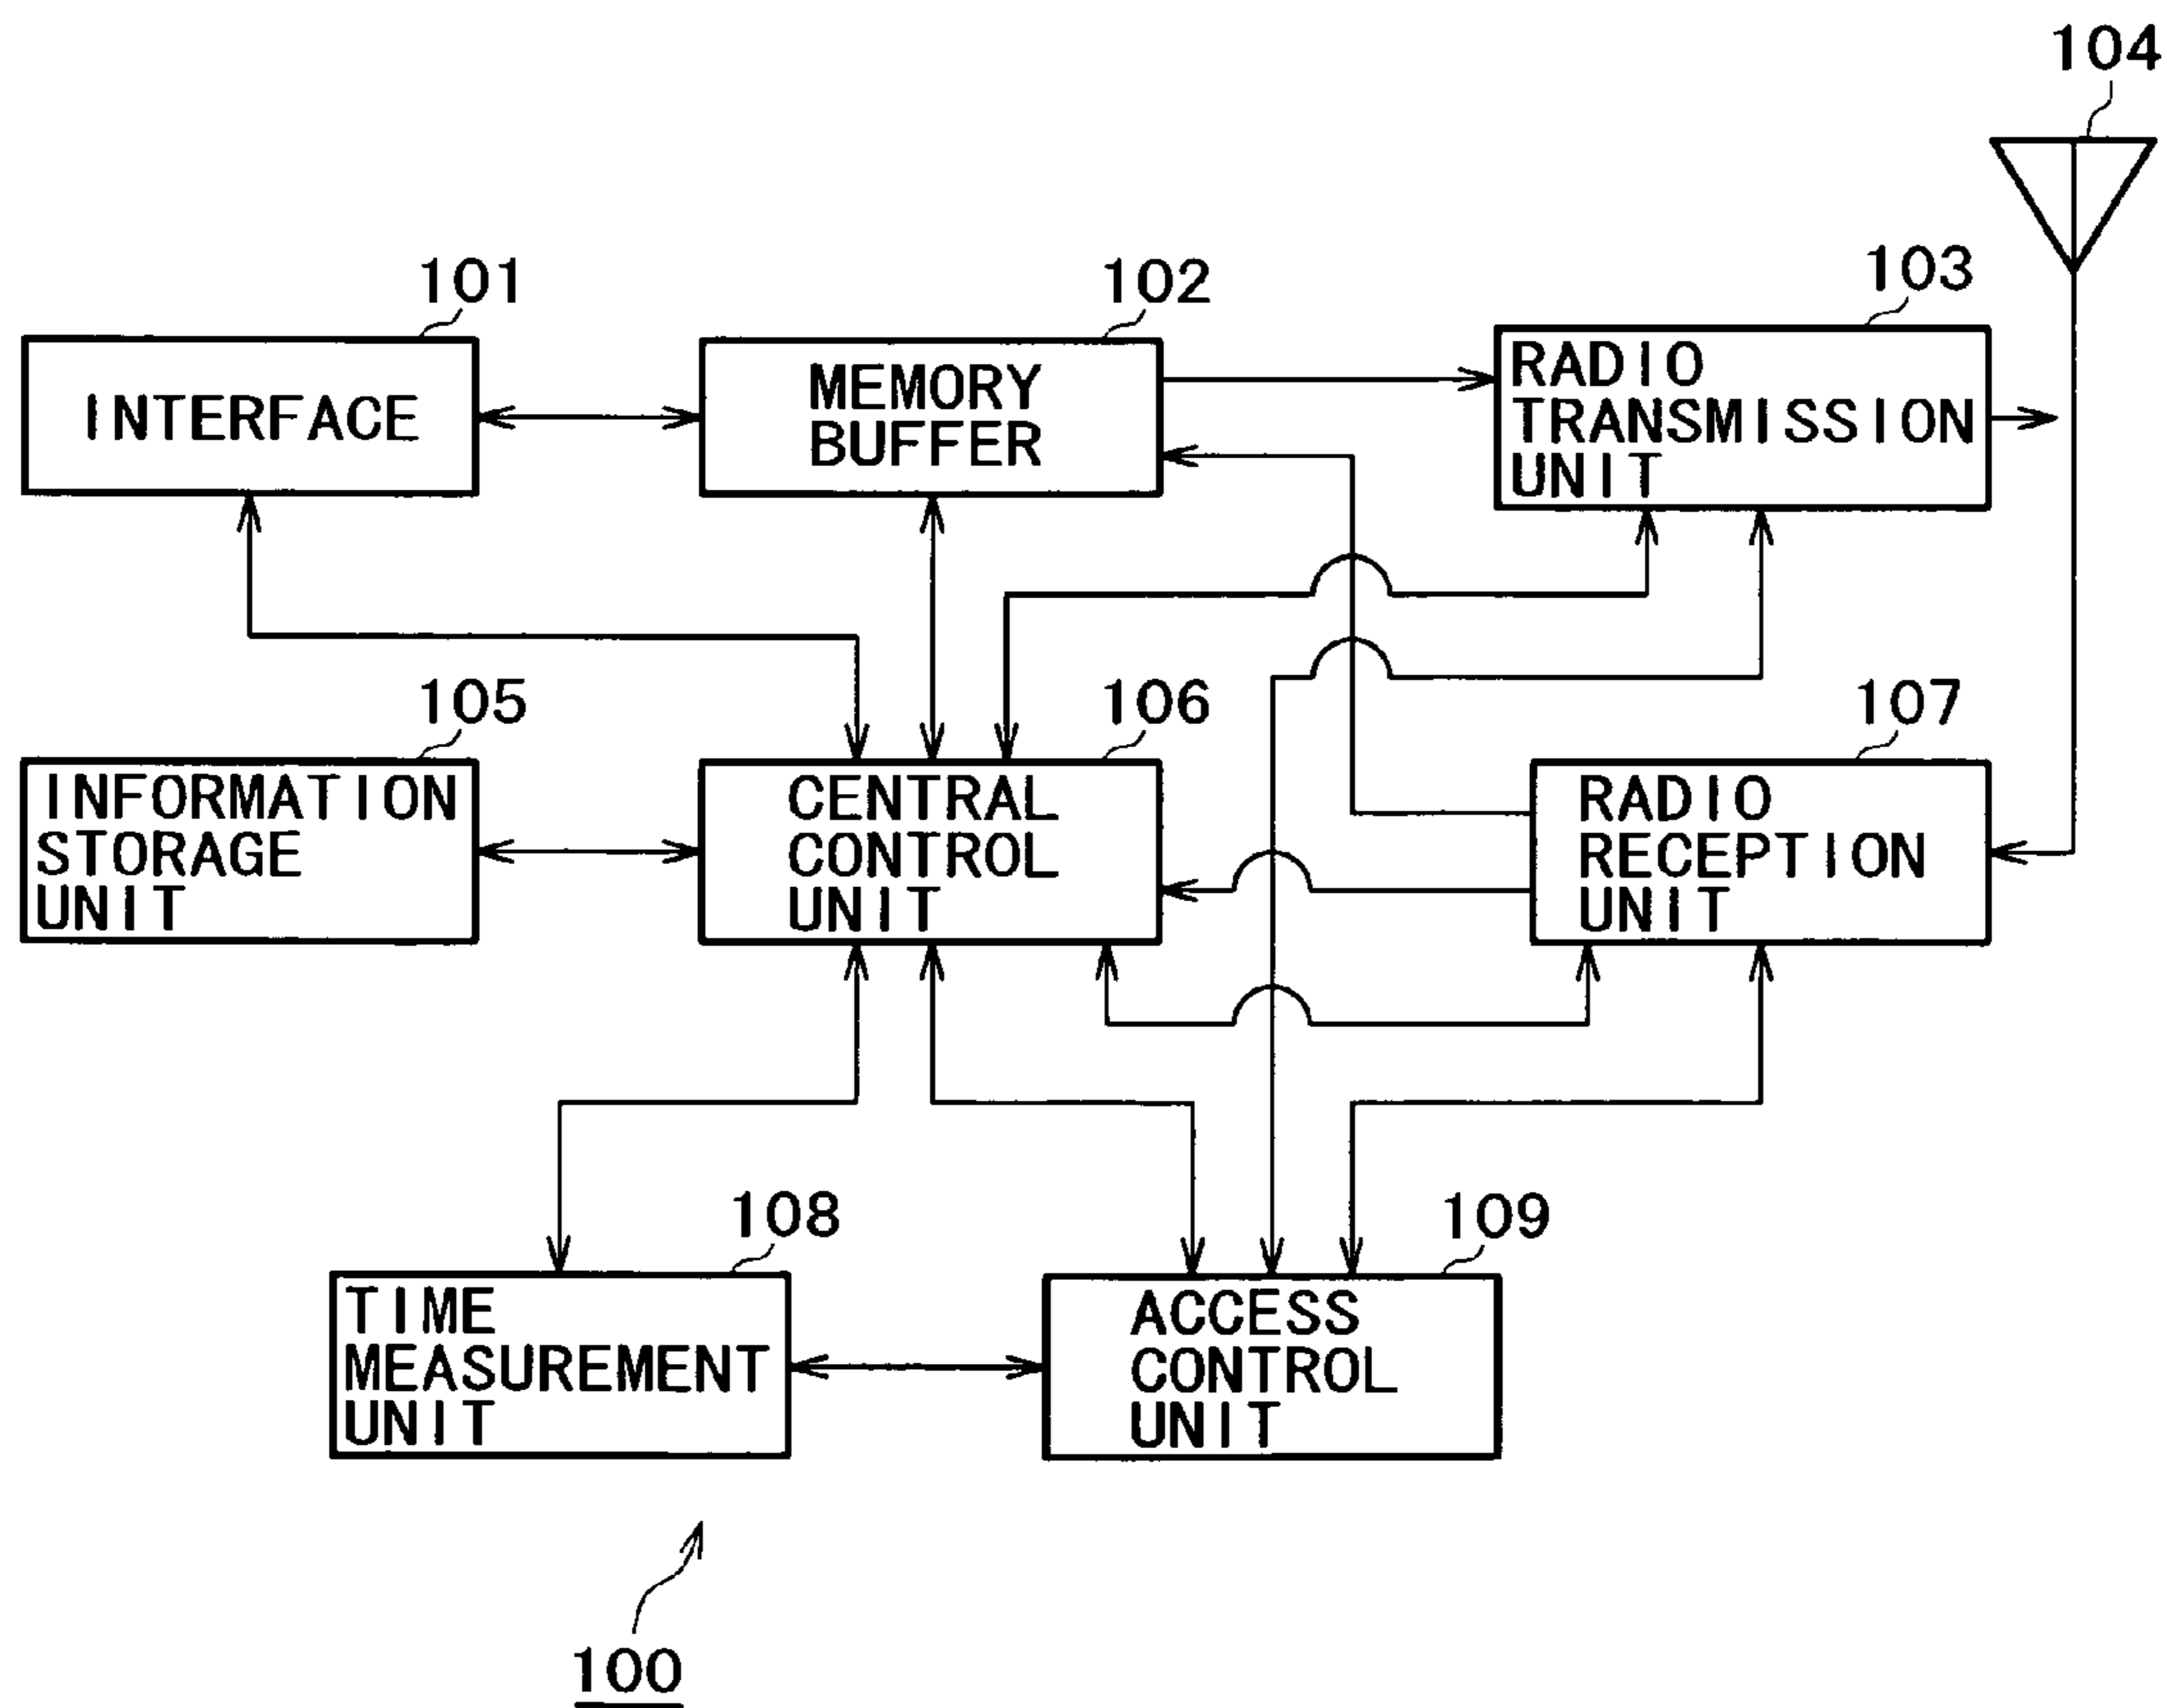 104
101
102
103
INTERFACE
MEMORY
BUFFER
RADIO
TRANSMISSION
UNIT
105
106
107
INFORMATION
STORAGE
UNIT
CENTRAL
CONTROL
UNIT
RADIO
RECEPTION
UNIT
108
109
TIME
MEASUREMENT
UNIT
ACCESS
CONTROL
UNIT
100